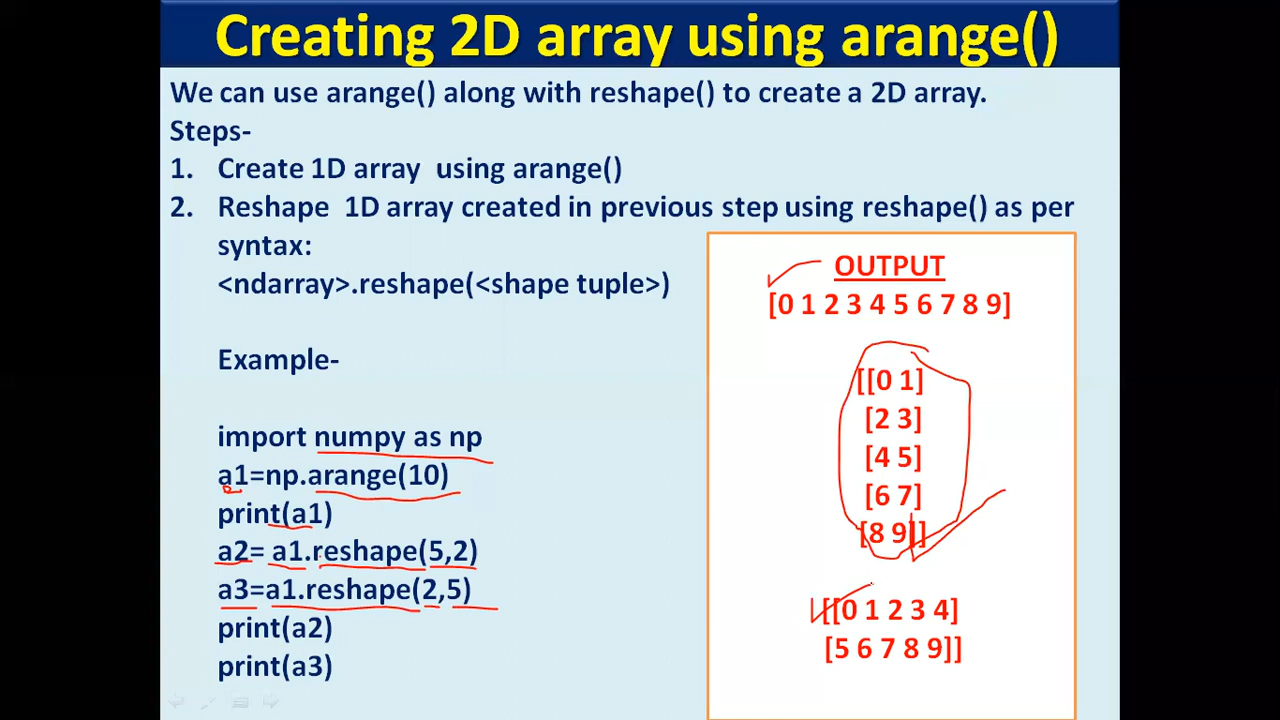 Creating 2D array using arange()
We can use arange() along with reshape() to create a 2D array.
Steps-
1. Create 1D array using arange()
2. Reshape 1D array created in previous step using reshape() as per
syntax:
<ndarray>.reshape(<shape tuple>)
Example-
import numpy as np
a1=np.arange(10)
print(a1)
a2= a1.reshape(5,2)
a3=a1.reshape(2,5)
print(a2)
print(a3)
OUTPUT
[0 1 2 3 4 5 6 7 8 9]
[[0 1]
[2 3]
[4 5]
[6 7]
[8 9]]
[[0 1 2 3 4]
[5 6 7 8 9]]